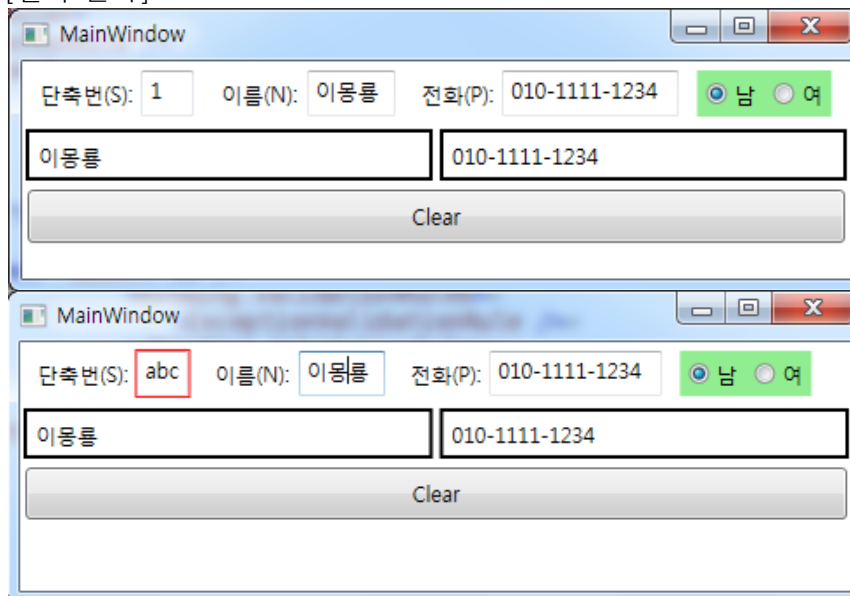 MainWindow
단축번(S): 1 이름(N): 이몽룡 전화(P): 010-1111-1234 남 여
이몽룡 010-1111-1234
Clear
MainWindow
단축번(S): abc 이름(N): 이몽룡 전화(P): 010-1111-1234 남 여
이몽룡 010-1111-1234
Clear